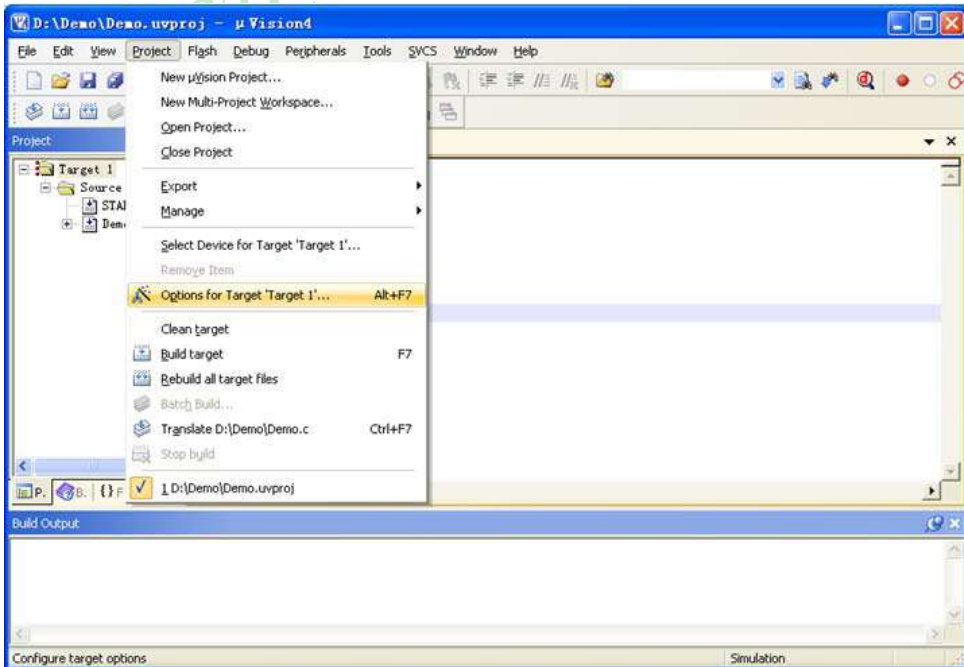 D:\Demo\Demo.uvproj - µVision4
File Edit View Project Flash Debug Peripherals Tools SVCS Window Help
New µVision Project...
New Multi-Project Workspace...
Open Project...
Close Project
Project
Target 1
Source
Export
STA
Manage
Dem
Select Device for Target 'Target 1'...
Remove Item
Options for Target 'Target 1'... Alt+F7
Clean target
Build target F7
Rebuild all target files
Batch Build...
Translate D:\Demo\Demo.c Ctrl+F7
Stop build
P. B. {} F
1 D:\Demo\Demo.uvproj
Build Output
Configure target options
Simulation